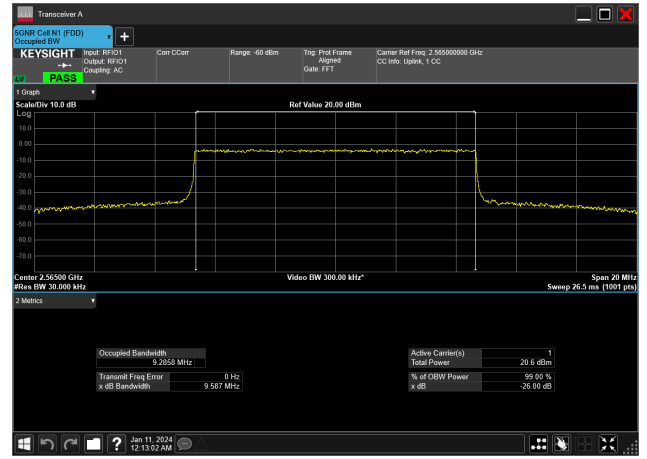 Transceiver A
5GNR Cell N1 (FDD)
Occupied BW
KEYSIGHT
LNI
PASS
Input: RFIO1
Output: RFIO1
Coupling: AC
Corr CCorr
Range: -60 dBm
Trig: Prot Frame
Aligned
Gate: FFT
Carrier Ref Freq: 2.565000000 GHz
CC Info: Uplink, 1 CC
1 Graph
Scale/Div 10.0 dB
Ref Value 20.00 dBm
Log
10.0
0.00
-10.0
-20.0
-30.0
-40.0
-50.0
-60.0
-70.0
Center 2.56500 GHz
Video BW 300.00 kHz*
Span 20 MHz
#Res BW 30.000 kHz
Sweep 26.5 ms (1001 pts)
2 Metrics
Occupied Bandwidth
9.2858 MHz
Transmit Freq Error 0 Hz
x dB Bandwidth 9.587 MHz
Active Carrier(s) 1
Total Power 20.6 dBm
% of OBW Power 99.00 %
x dB -26.00 dB
Jan 11, 2024
12:13:02 AM